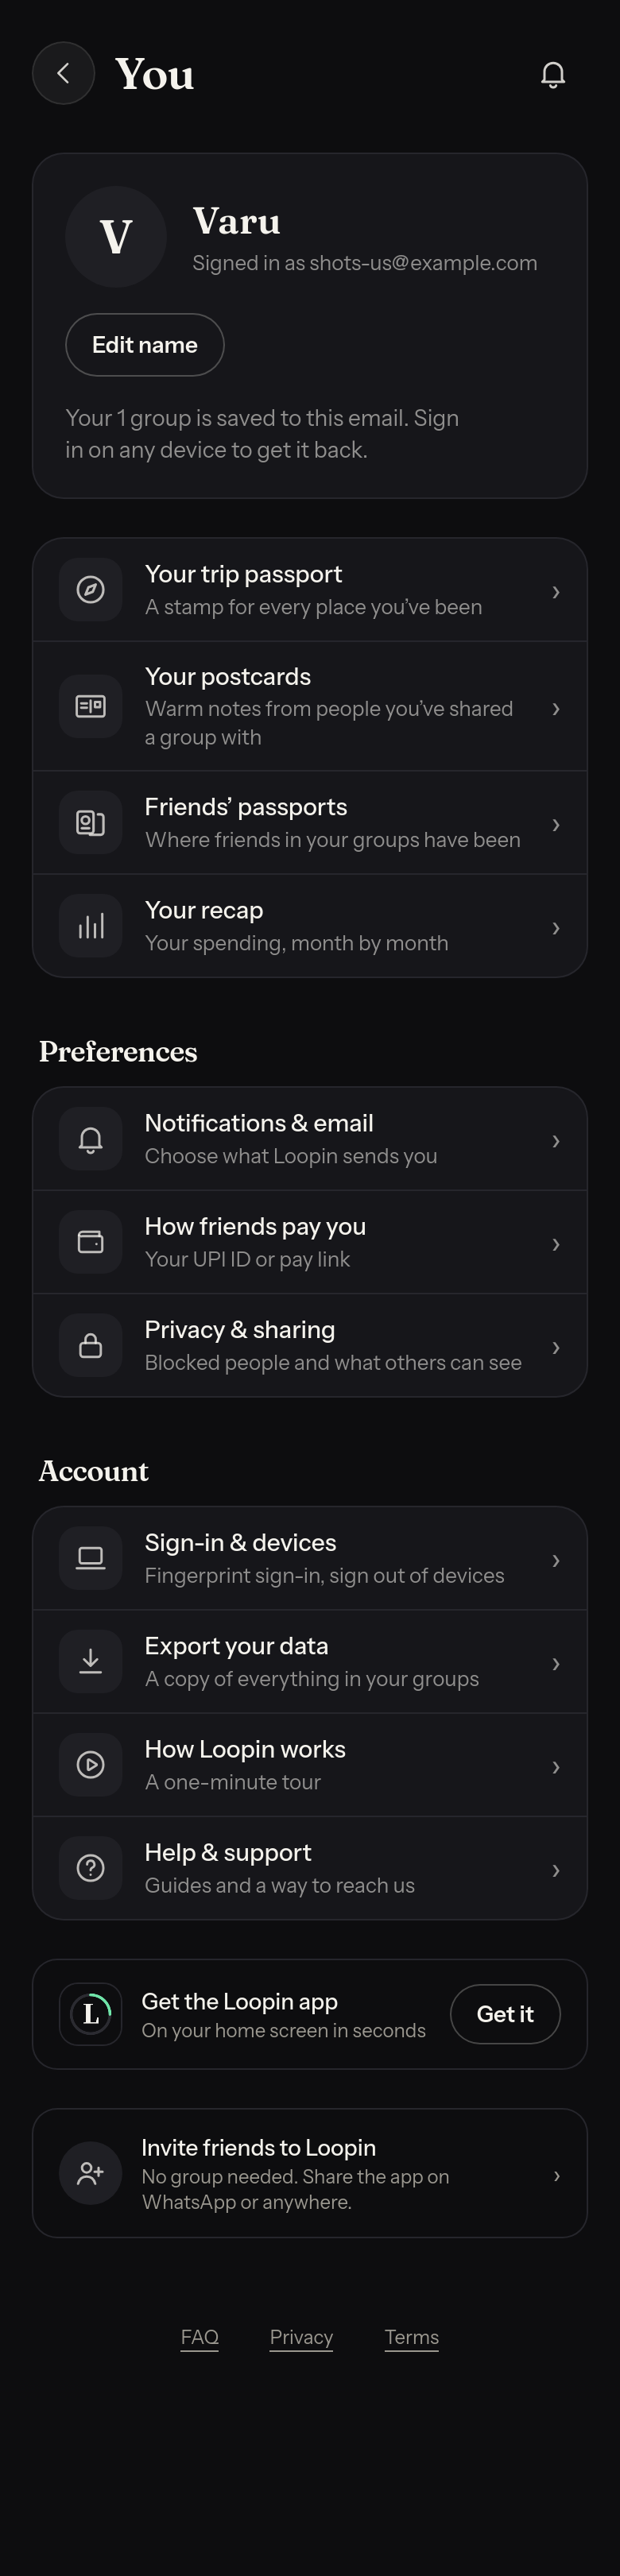 You
V
Varu
Signed in as shots-us@example.com
Edit name
Your 1 group is saved to this email. Sign
in on any device to get it back.
Your trip passport
A stamp for every place you’ve been
Your postcards
Warm notes from people you’ve shared
a group with
Friends’ passports
Where friends in your groups have been
Your recap
Your spending, month by month
Preferences
Notifications & email
Choose what Loopin sends you
How friends pay you
Your UPI ID or pay link
Privacy & sharing
Blocked people and what others can see
Account
Sign-in & devices
Fingerprint sign-in, sign out of devices
Export your data
A copy of everything in your groups
How Loopin works
A one-minute tour
Help & support
Guides and a way to reach us
L
Get the Loopin app
On your home screen in seconds
Get it
Invite friends to Loopin
No group needed. Share the app on
WhatsApp or anywhere.
FAQ Privacy Terms